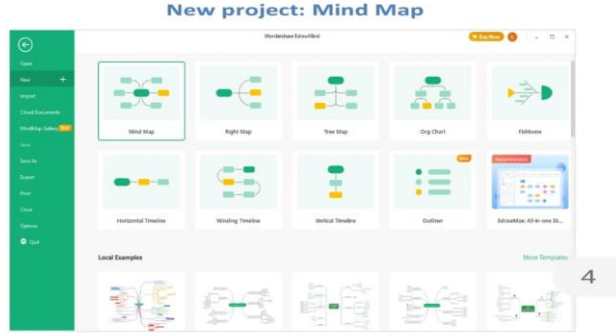 New project: Mind Map
Wondershare EdrawMind
Buy Now
Open
New +
Import
Cloud Documents
MindMap Gallery
Save
Save As
Export
Print
Close
Options
Quit
Mind Map
Right Map
Tree Map
Org Chart
Fishbone
Horizontal Timeline
Winding Timeline
Vertical Timeline
Outliner
EdrawMax: All-in-one Di...
Recommended
Local Examples
More Templates
4